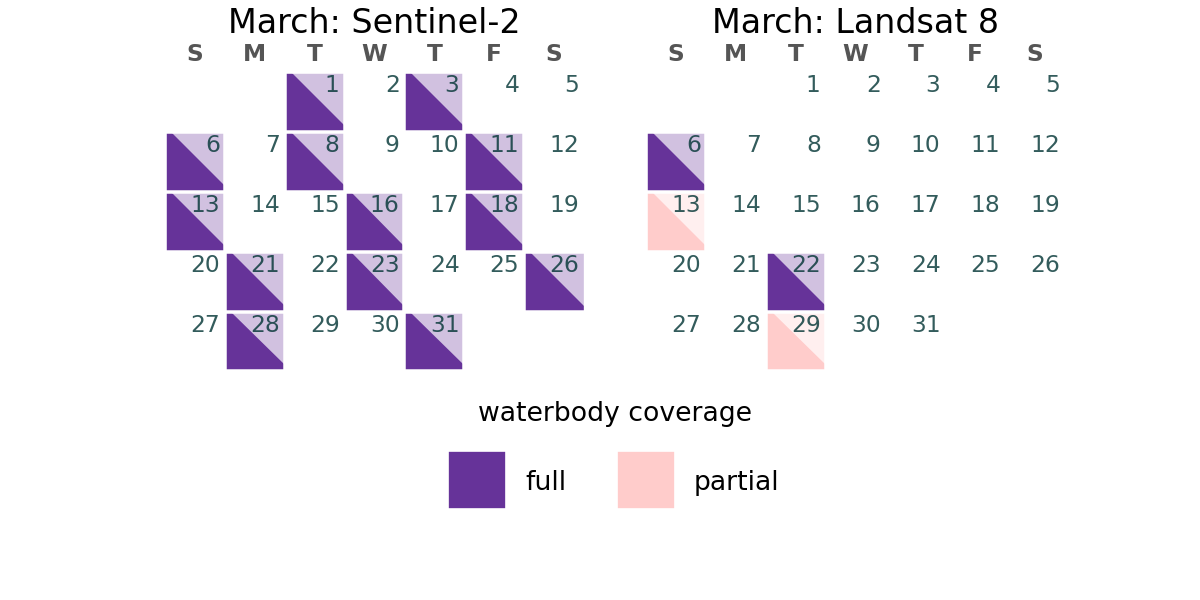 March: Sentinel-2
S M T W T F S
1 2 3 4 5
6 7 8 9 10 11 12
13 14 15 16 17 18 19
20 21 22 23 24 25 26
27 28 29 30 31
March: Landsat 8
S M T W T F S
1 2 3 4 5
6 7 8 9 10 11 12
13 14 15 16 17 18 19
20 21 22 23 24 25 26
27 28 29 30 31
waterbody coverage
full
partial